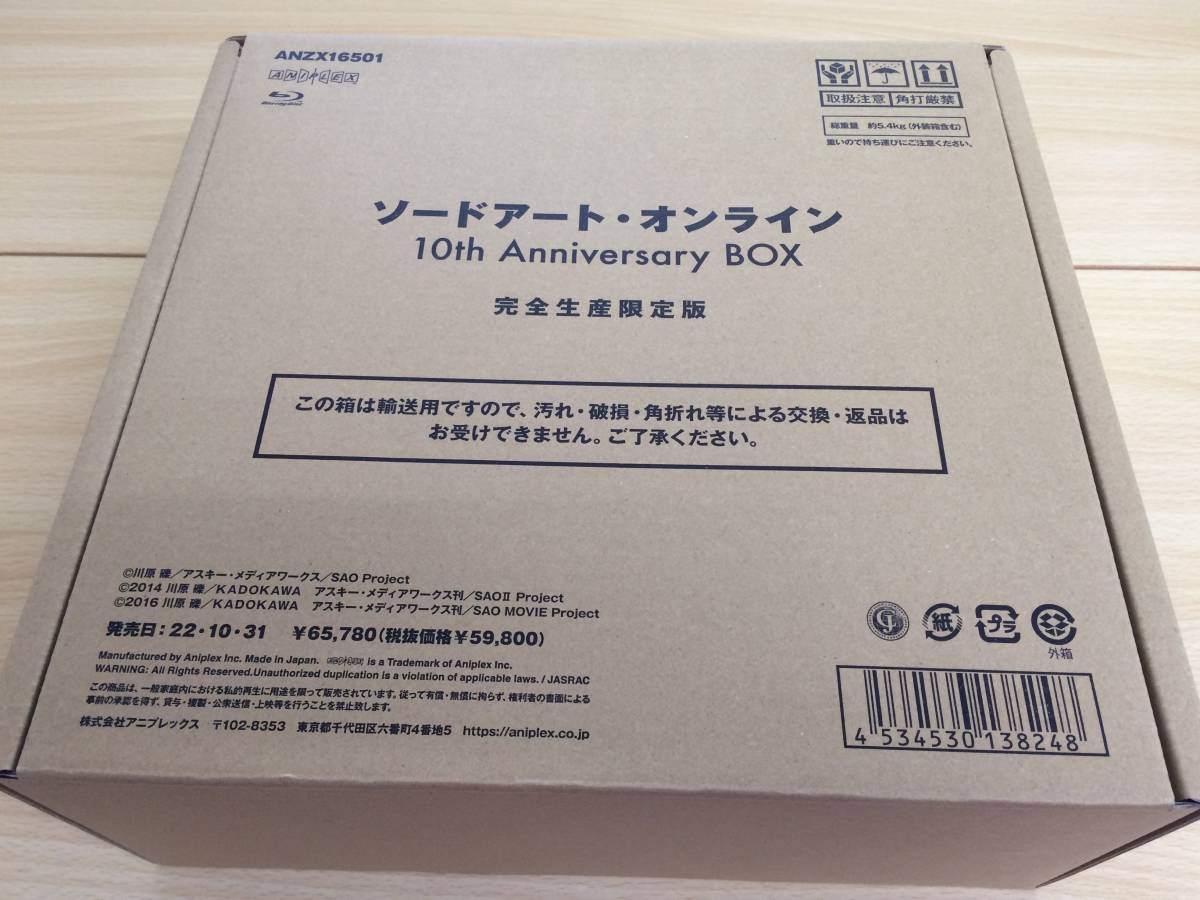 ANZX16501
ANIPLEX
Blu-ray Disc
取扱注意 角打厳禁
総重量 約5.4kg(外装箱含む)
重いので持ち運びにご注意ください。
ソードアート・オンライン
10th Anniversary BOX
完全生産限定版
この箱は輸送用ですので、汚れ・破損・角折れ等による交換・返品は
お受けできません。ご了承ください。
©川原 礫／アスキー・メディアワークス／SAO Project
©2014 川原 礫／KADOKAWA アスキー・メディアワークス刊／SAOⅡ Project
©2016 川原 礫／KADOKAWA アスキー・メディアワークス刊／SAO MOVIE Project
発売日：22・10・31 ￥65,780(税抜価格￥59,800)
Manufactured by Aniplex Inc. Made in Japan. ANIPLEX is a Trademark of Aniplex Inc.
WARNING: All Rights Reserved.Unauthorized duplication is a violation of applicable laws. / JASRAC
この商品は、一般家庭内における私的再生に用途を限って販売されています。従って有償・無償に拘らず、権利者の書面による
事前の承認を得ず、貸与・複製・公衆送信・上映等を行うことを禁止致します。
株式会社アニプレックス 〒102-8353 東京都千代田区六番町4番地5 https://aniplex.co.jp
紙
プラ
外箱
4 534530 138248